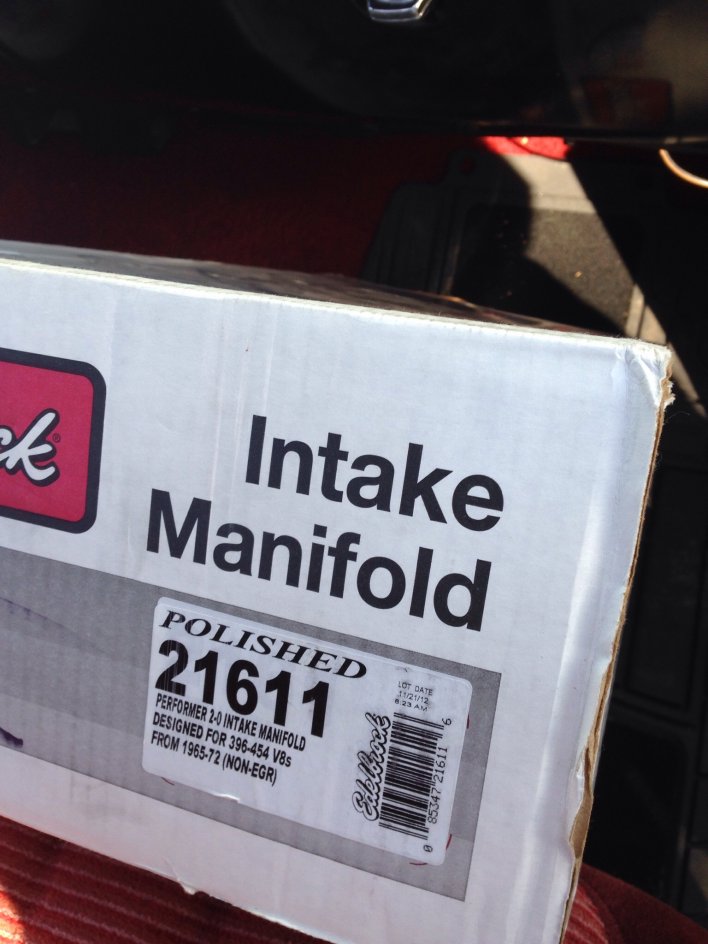 ck®
Intake
Manifold
POLISHED
21611
PERFORMER 2-0 INTAKE MANIFOLD
DESIGNED FOR 396-454 V8s
FROM 1965-72 (NON-EGR)
LOT DATE
11/21/12
8:23 AM
Edelbrock
0 85347 21611 6